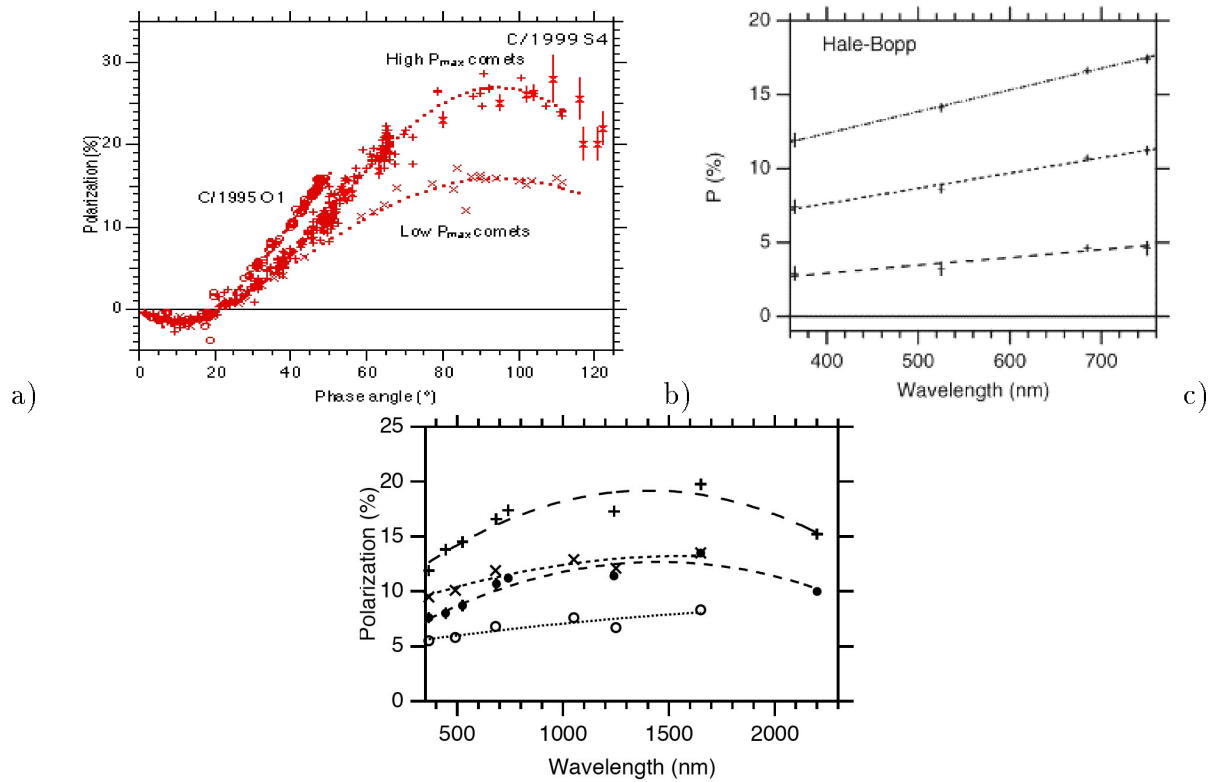 C/1999 S4
High Pmax comets
C/1995 O1
Low Pmax comets
Polarization (%)
30
20
10
0
0 20 40 60 80 100 120
Phase angle (°)
a)
Hale-Bopp
P (%)
20
15
10
5
0
400 500 600 700
Wavelength (nm)
b)
c)
Polarization (%)
25
20
15
10
5
0
500 1000 1500 2000
Wavelength (nm)